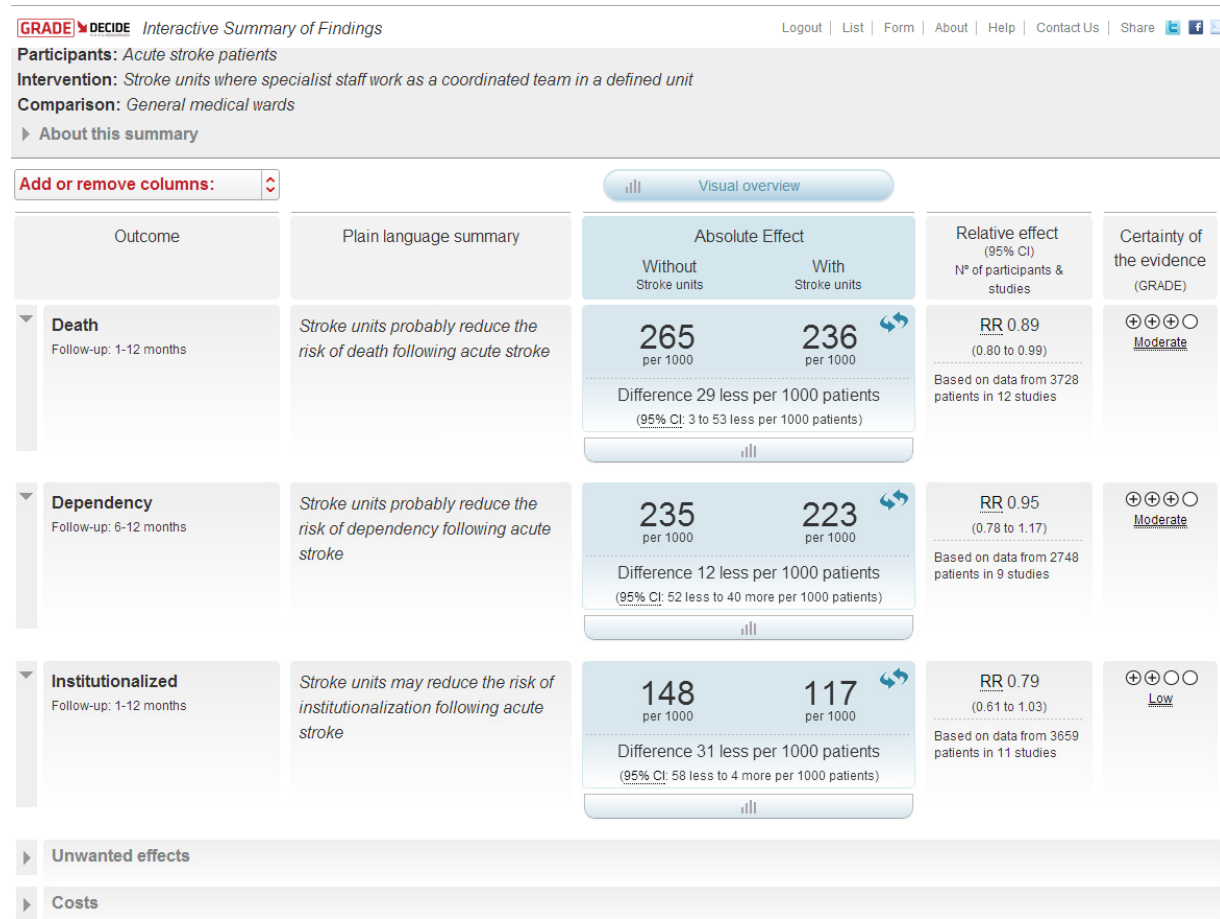 GRADE DECIDE Interactive Summary of Findings
Logout | List | Form | About | Help | Contact Us | Share
Participants: Acute stroke patients
Intervention: Stroke units where specialist staff work as a coordinated team in a defined unit
Comparison: General medical wards
About this summary
Add or remove columns:
Visual overview
Outcome
Plain language summary
Absolute Effect
Without
Stroke units
With
Stroke units
Relative effect
(95% CI)
Nº of participants &
studies
Certainty of
the evidence
(GRADE)
Death
Follow-up: 1-12 months
Stroke units probably reduce the
risk of death following acute stroke
265
per 1000
236
per 1000
Difference 29 less per 1000 patients
(95% CI: 3 to 53 less per 1000 patients)
RR 0.89
(0.80 to 0.99)
Based on data from 3728
patients in 12 studies
Moderate
Dependency
Follow-up: 6-12 months
Stroke units probably reduce the
risk of dependency following acute
stroke
235
per 1000
223
per 1000
Difference 12 less per 1000 patients
(95% CI: 52 less to 40 more per 1000 patients)
RR 0.95
(0.78 to 1.17)
Based on data from 2748
patients in 9 studies
Moderate
Institutionalized
Follow-up: 1-12 months
Stroke units may reduce the risk of
institutionalization following acute
stroke
148
per 1000
117
per 1000
Difference 31 less per 1000 patients
(95% CI: 58 less to 4 more per 1000 patients)
RR 0.79
(0.61 to 1.03)
Based on data from 3659
patients in 11 studies
Low
Unwanted effects
Costs